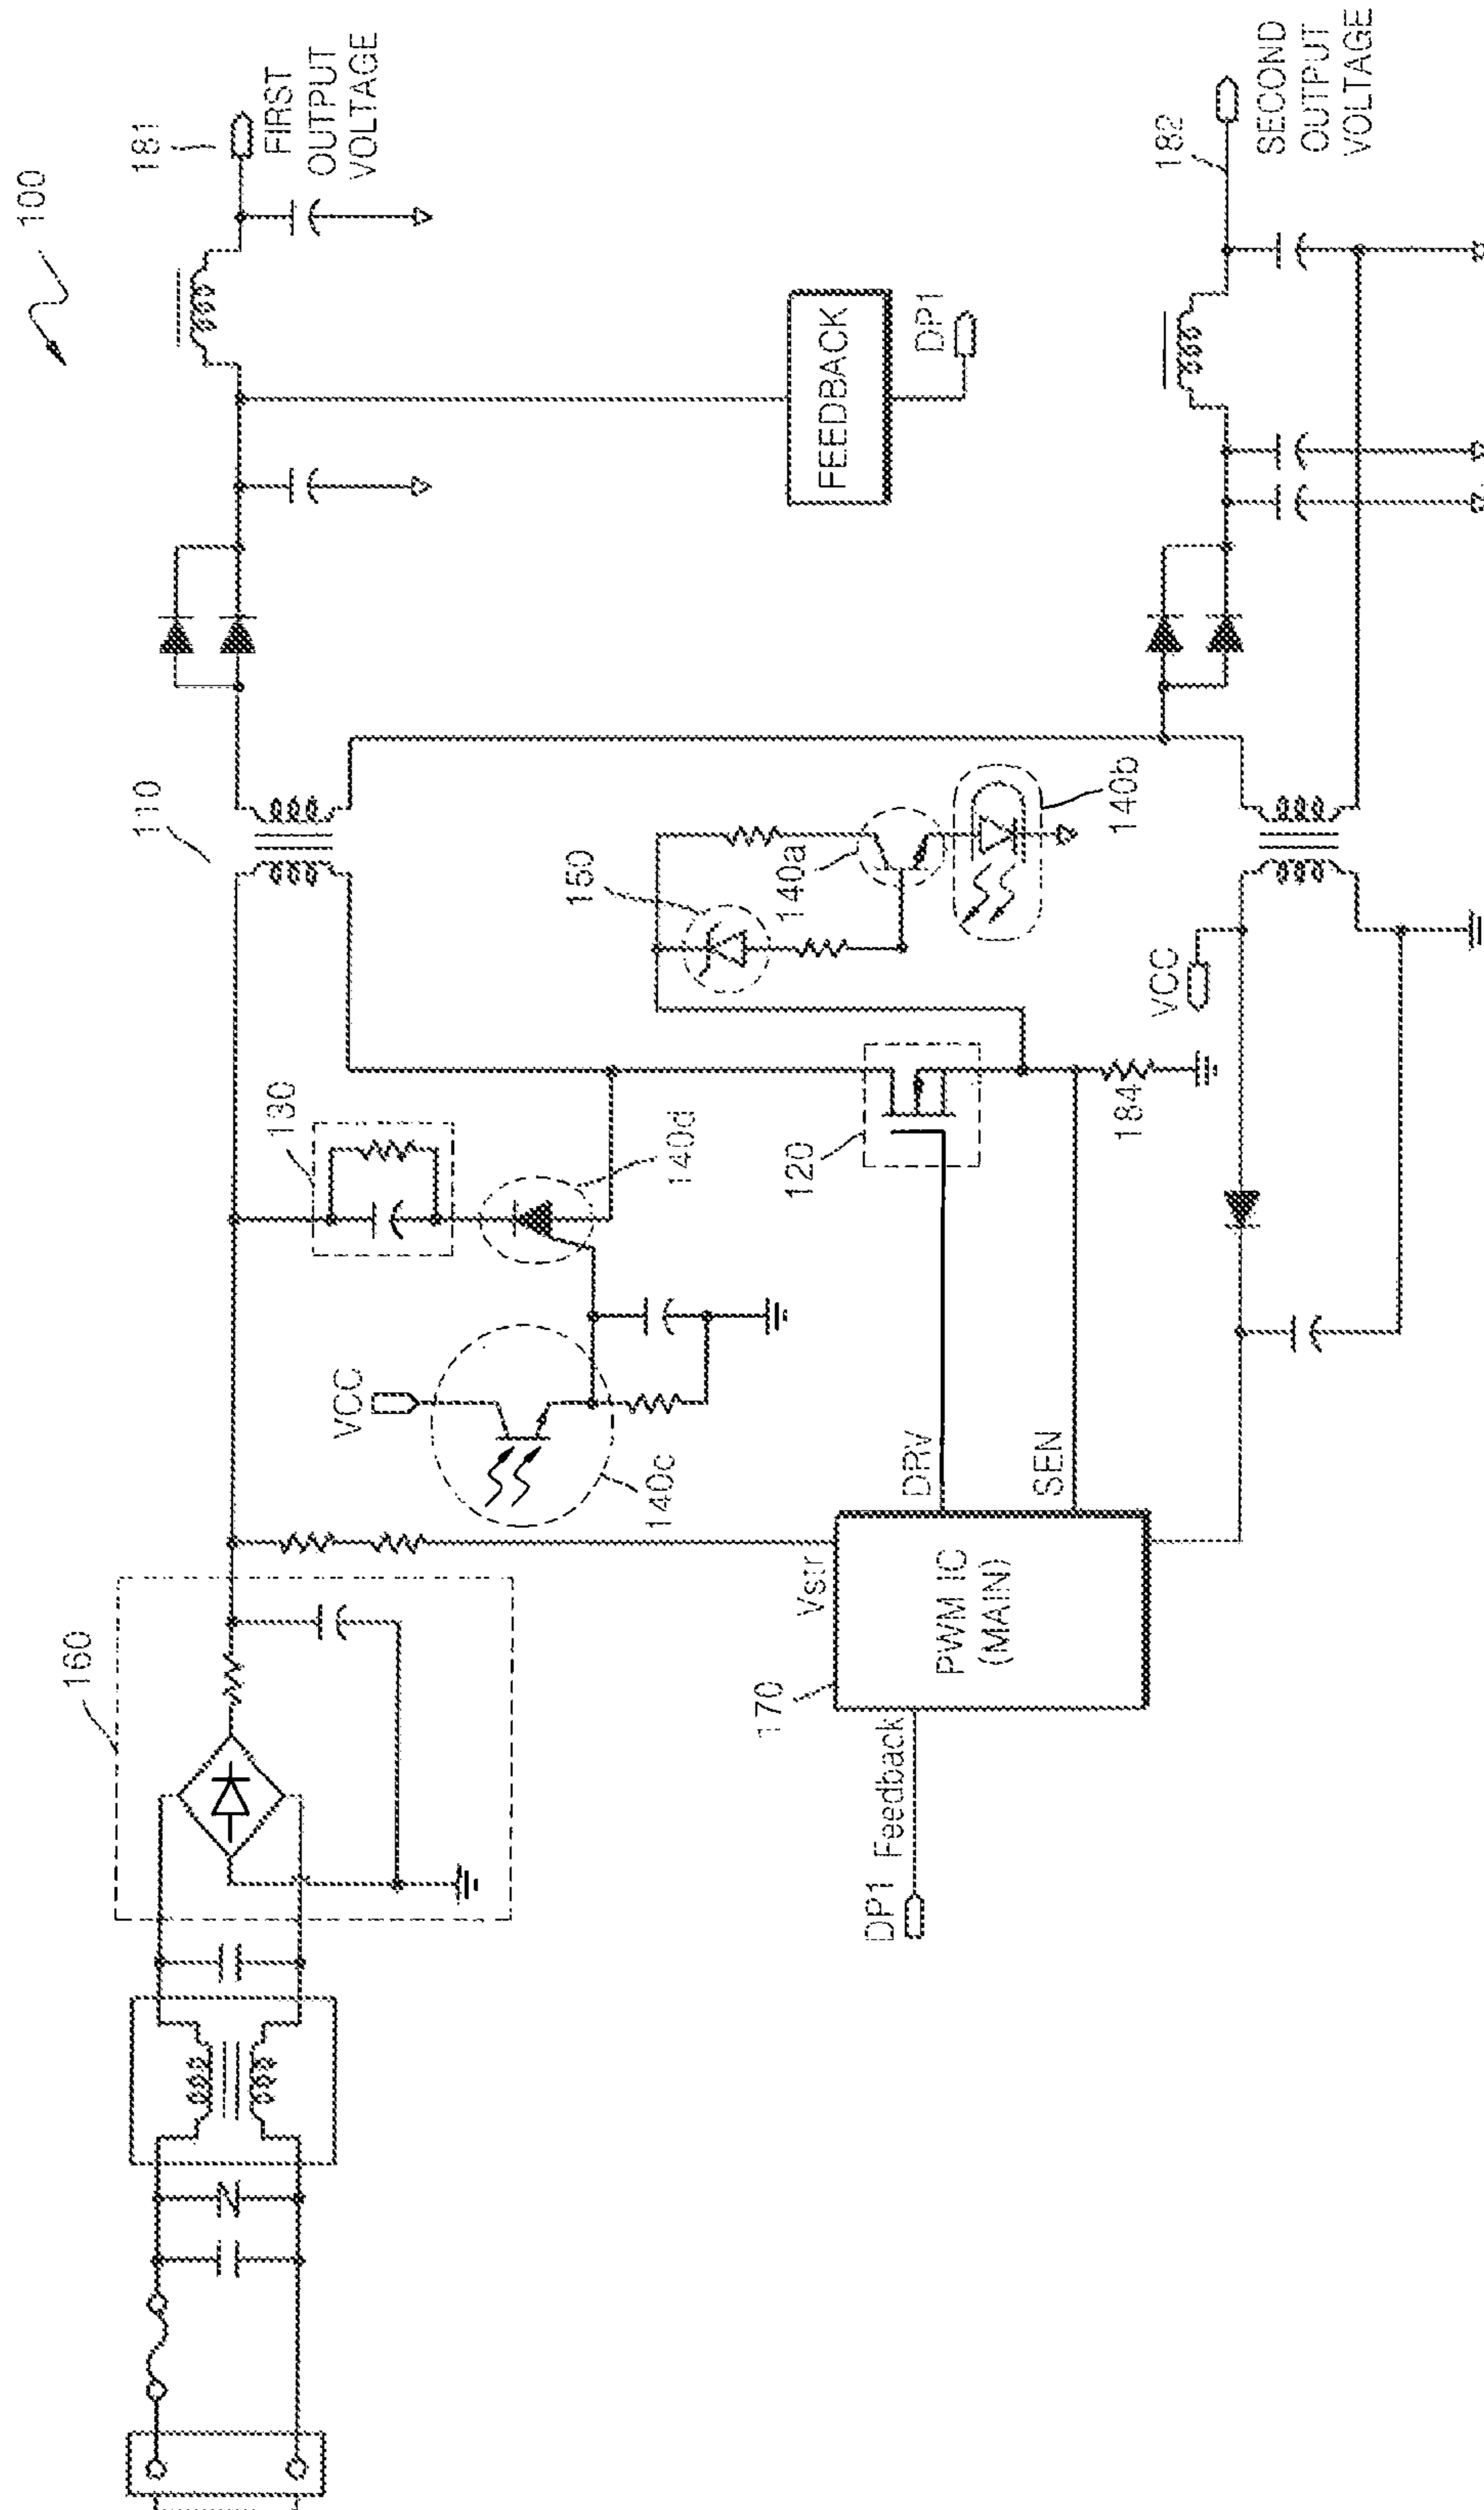 100
181
FIRST
OUTPUT
VOLTAGE
110
FEEDBACK
DP1
182
SECOND
OUTPUT
VOLTAGE
150
140a
140b
130
140d
120
184
VCC
VCC
140c
160
DRV
SEN
Vstr
PWM IC
(MAIN)
170
Feedback
DP1